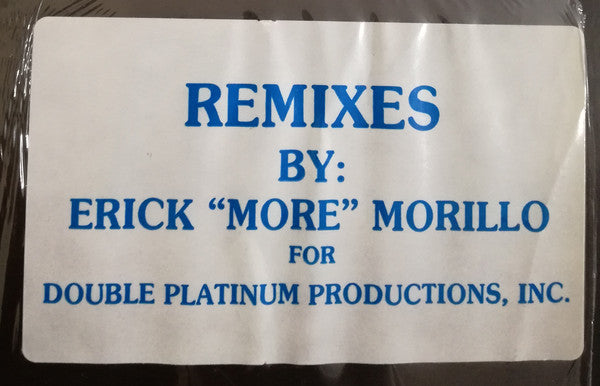 REMIXES
BY:
ERICK “MORE” MORILLO
FOR
DOUBLE PLATINUM PRODUCTIONS, INC.